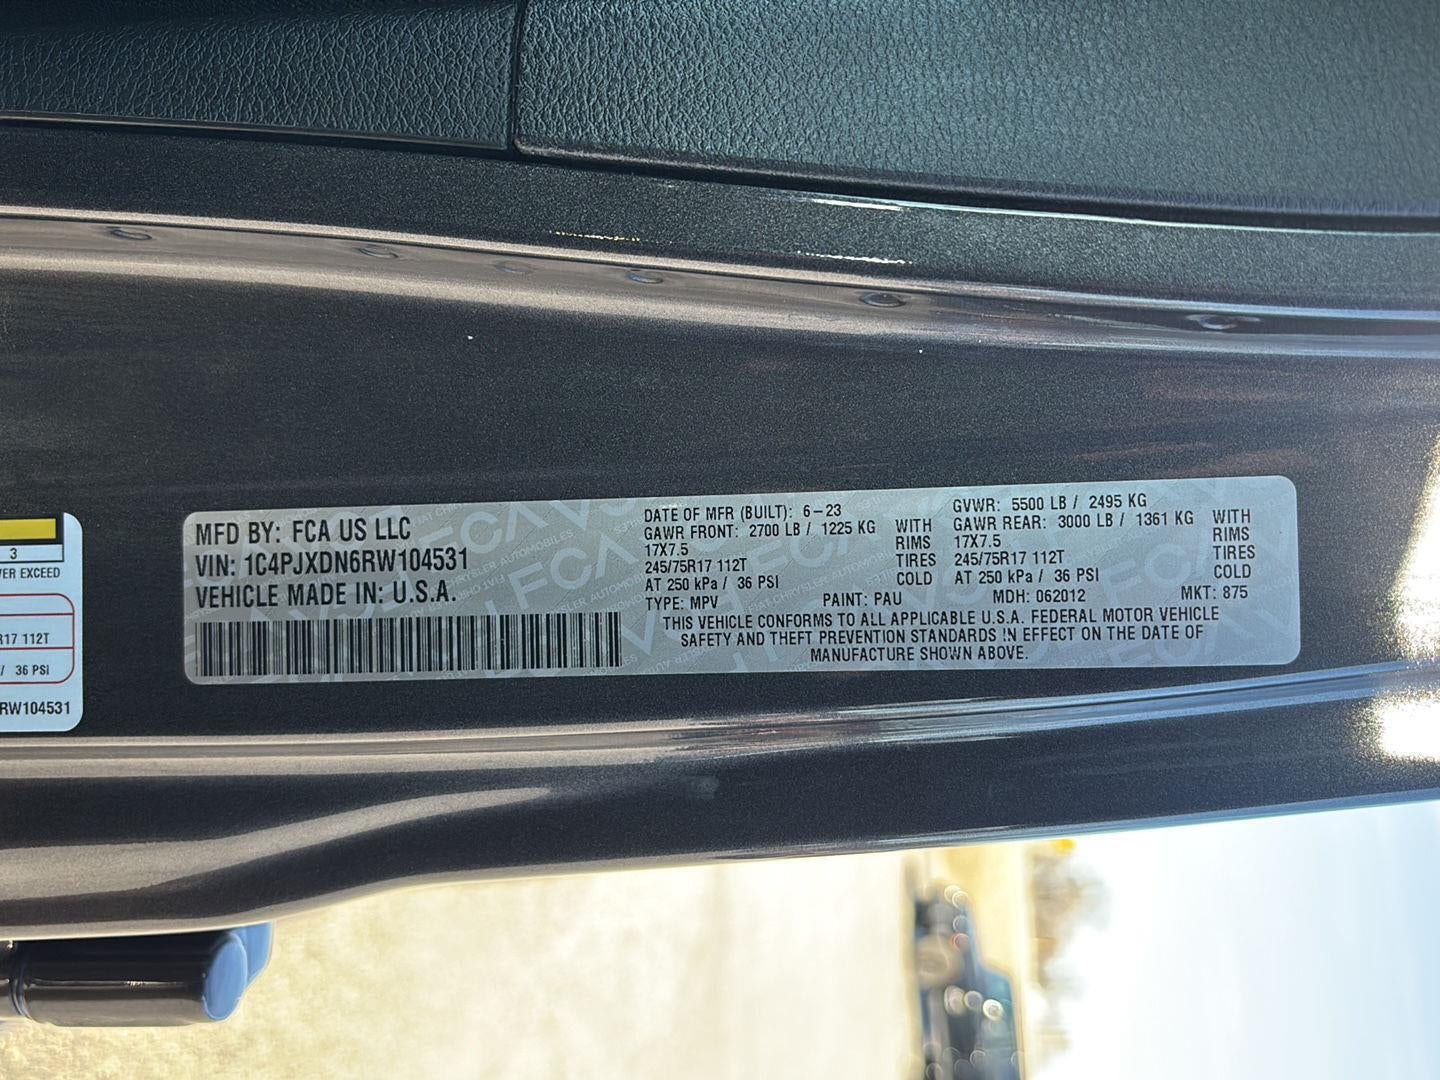 MFD BY: FCA US LLC
VIN: 1C4PJXDN6RW104531
VEHICLE MADE IN: U.S.A.
DATE OF MFR (BUILT): 6-23
GAWR FRONT: 2700 LB / 1225 KG
17X7.5
245/75R17 112T
AT 250 kPa / 36 PSI
WITH
RIMS
TIRES
COLD
GVWR: 5500 LB / 2495 KG
GAWR REAR: 3000 LB / 1361 KG
17X7.5
245/75R17 112T
AT 250 kPa / 36 PSI
WITH
RIMS
TIRES
COLD
TYPE: MPV PAINT: PAU MDH: 062012 MKT: 875
THIS VEHICLE CONFORMS TO ALL APPLICABLE U.S.A. FEDERAL MOTOR VEHICLE
SAFETY AND THEFT PREVENTION STANDARDS IN EFFECT ON THE DATE OF
MANUFACTURE SHOWN ABOVE.
3
VER EXCEED
R17 112T
/ 36 PSI
RW104531